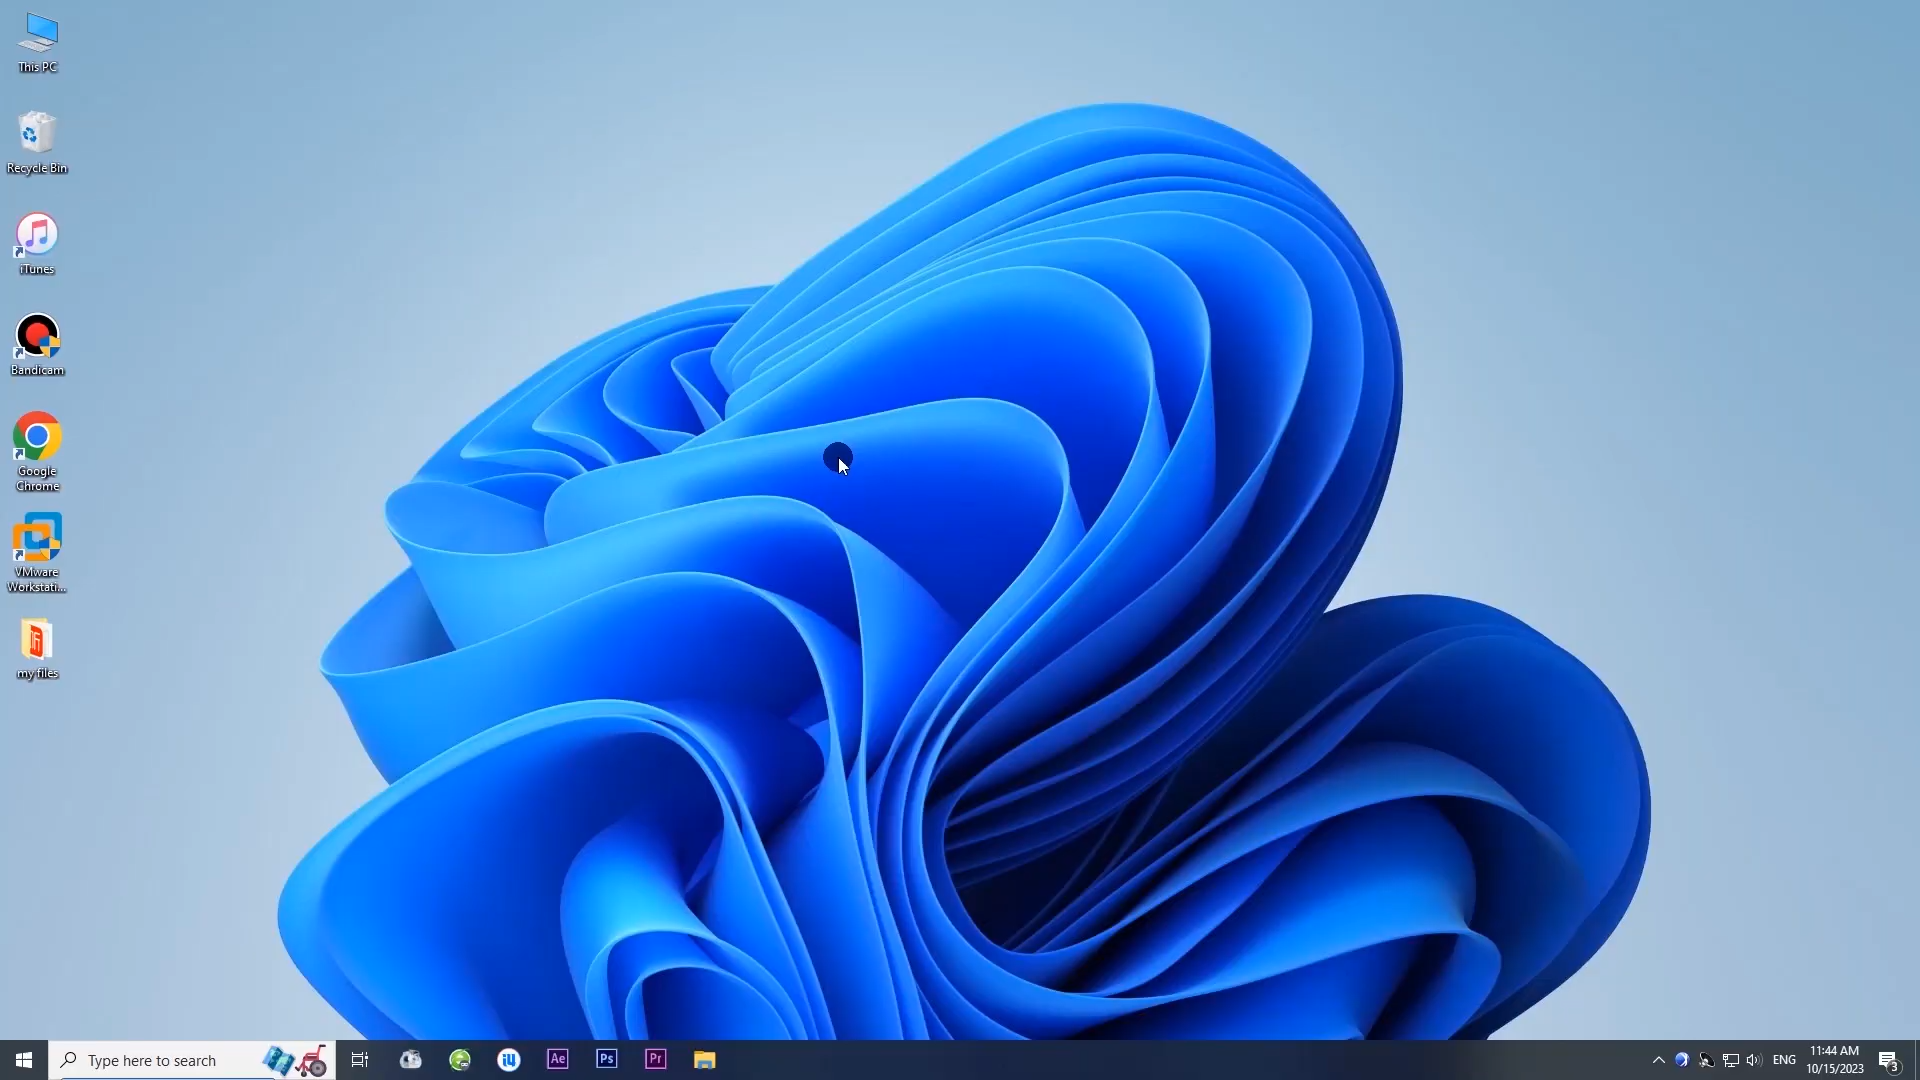 This PC
Recycle Bin
iTunes
Bandicam
Google
Chrome
VMware
Workstati...
my files
Type here to search
Ae
Ps
Pr
ENG
11:44 AM
10/15/2023
3